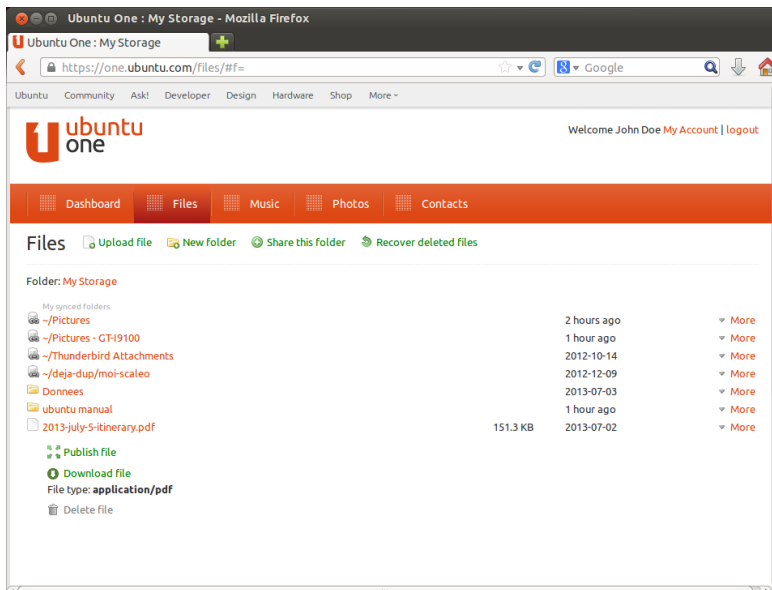 Ubuntu One : My Storage - Mozilla Firefox
Ubuntu One : My Storage
https://one.ubuntu.com/files/#f=
Google
Ubuntu Community Ask! Developer Design Hardware Shop More
ubuntu
one
Welcome John Doe My Account | logout
Dashboard Files Music Photos Contacts
Files Upload file New folder Share this folder Recover deleted files
Folder: My Storage
My synced folders
~/Pictures 2 hours ago More
~/Pictures - GT-I9100 1 hour ago More
~/Thunderbird Attachments 2012-10-14 More
~/deja-dup/moi-scaleo 2012-12-09 More
Donnees 2013-07-03 More
ubuntu manual 1 hour ago More
2013-july-5-itinerary.pdf 151.3 KB 2013-07-02 More
Publish file
Download file
File type: application/pdf
Delete file